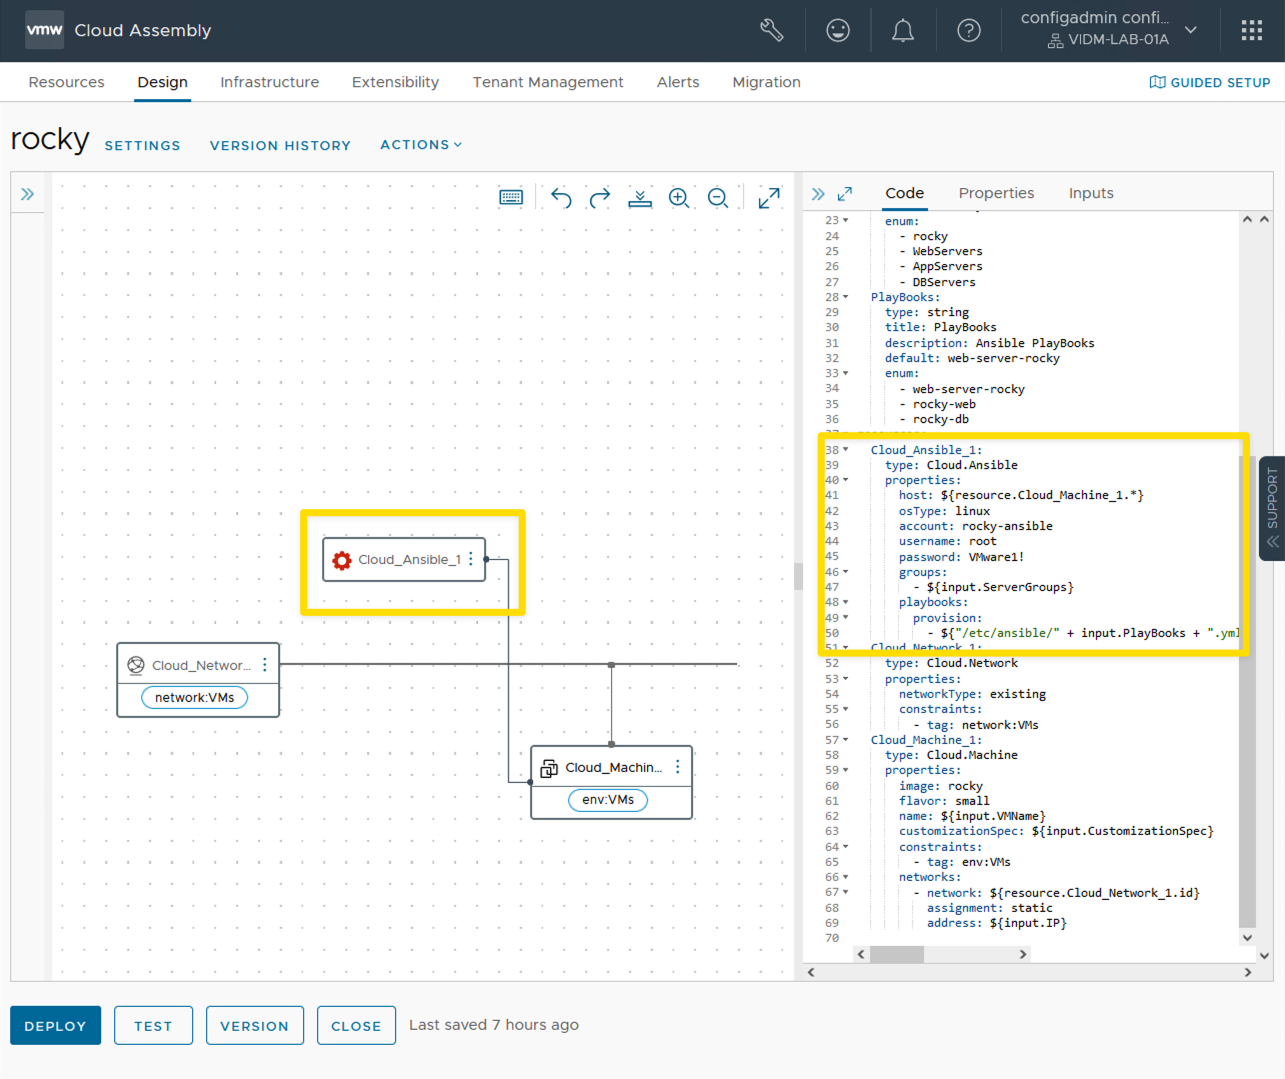 vmw Cloud Assembly
configadmin confi...
VIDM-LAB-01A
Resources Design Infrastructure Extensibility Tenant Management Alerts Migration GUIDED SETUP
rocky SETTINGS VERSION HISTORY ACTIONS
Code Properties Inputs
23 enum:
24 - rocky
25 - WebServers
26 - AppServers
27 - DBServers
28 PlayBooks:
29 type: string
30 title: PlayBooks
31 description: Ansible PlayBooks
32 default: web-server-rocky
33 enum:
34 - web-server-rocky
35 - rocky-web
36 - rocky-db
38 Cloud_Ansible_1:
39 type: Cloud.Ansible
40 properties:
41 host: ${resource.Cloud_Machine_1.*}
42 osType: linux
43 account: rocky-ansible
44 username: root
45 password: VMware1!
46 groups:
47 - ${input.ServerGroups}
48 playbooks:
49 provision:
50 - ${"/etc/ansible/" + input.PlayBooks + ".yml
51 Cloud_Network_1:
52 type: Cloud.Network
53 properties:
54 networkType: existing
55 constraints:
56 - tag: network:VMs
57 Cloud_Machine_1:
58 type: Cloud.Machine
59 properties:
60 image: rocky
61 flavor: small
62 name: ${input.VMName}
63 customizationSpec: ${input.CustomizationSpec}
64 constraints:
65 - tag: env:VMs
66 networks:
67 - network: ${resource.Cloud_Network_1.id}
68 assignment: static
69 address: ${input.IP}
70
Cloud_Ansible_1
Cloud_Networ...
network:VMs
Cloud_Machin...
env:VMs
SUPPORT
DEPLOY TEST VERSION CLOSE Last saved 7 hours ago